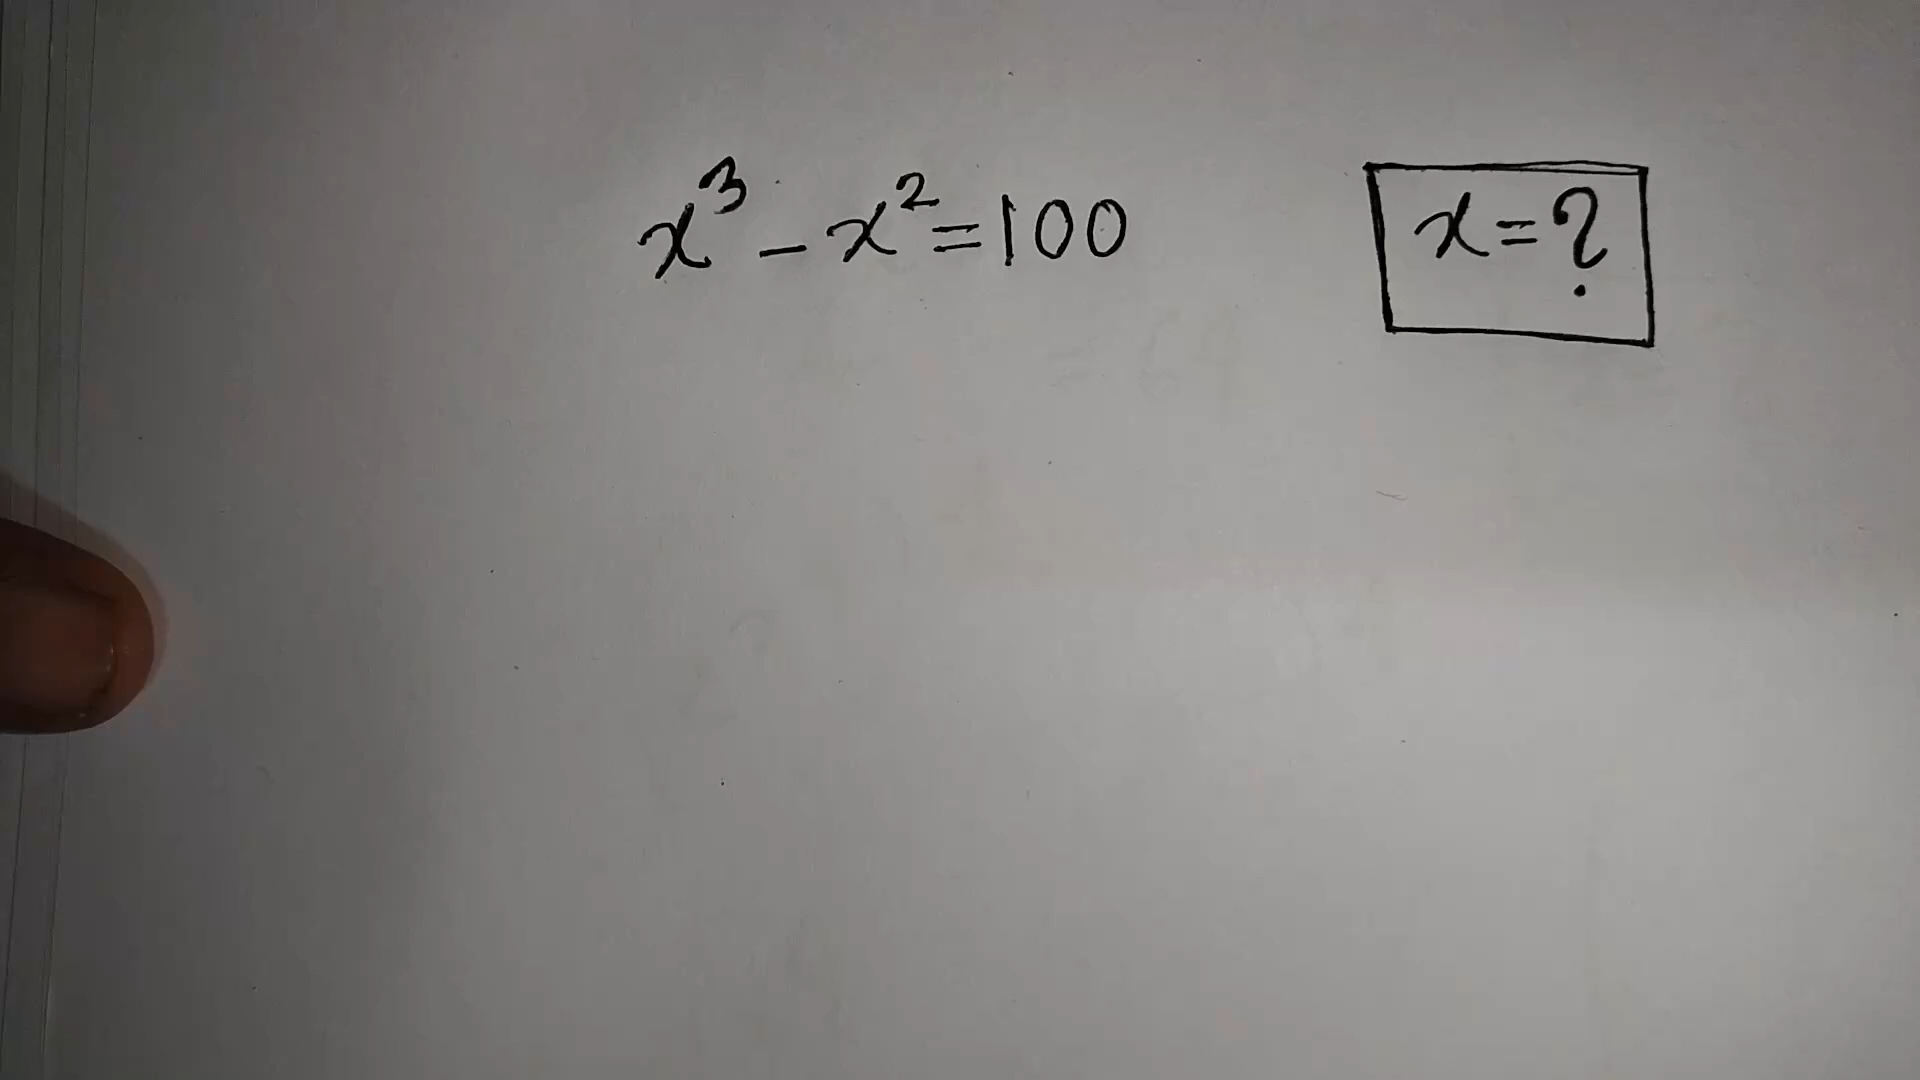 x³ - x² = 100
x = ?